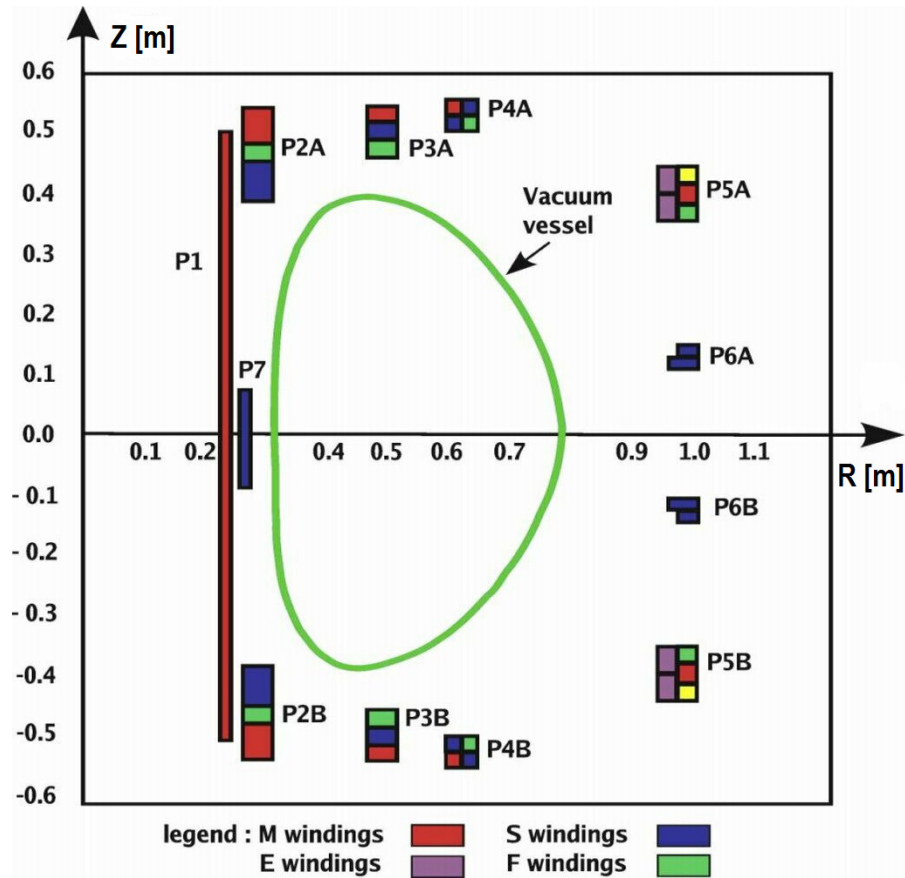 Z [m]
0.6
0.5
0.4
0.3
0.2
0.1
0.0
- 0.1
- 0.2
- 0.3
-0.4
-0.5
-0.6
P1
P2A
P3A
P4A
P5A
Vacuum
vessel
P6A
P7
0.1 0.2 0.4 0.5 0.6 0.7 0.9 1.0 1.1
R [m]
P6B
P5B
P2B
P3B
P4B
legend : M windings
S windings
E windings
F windings